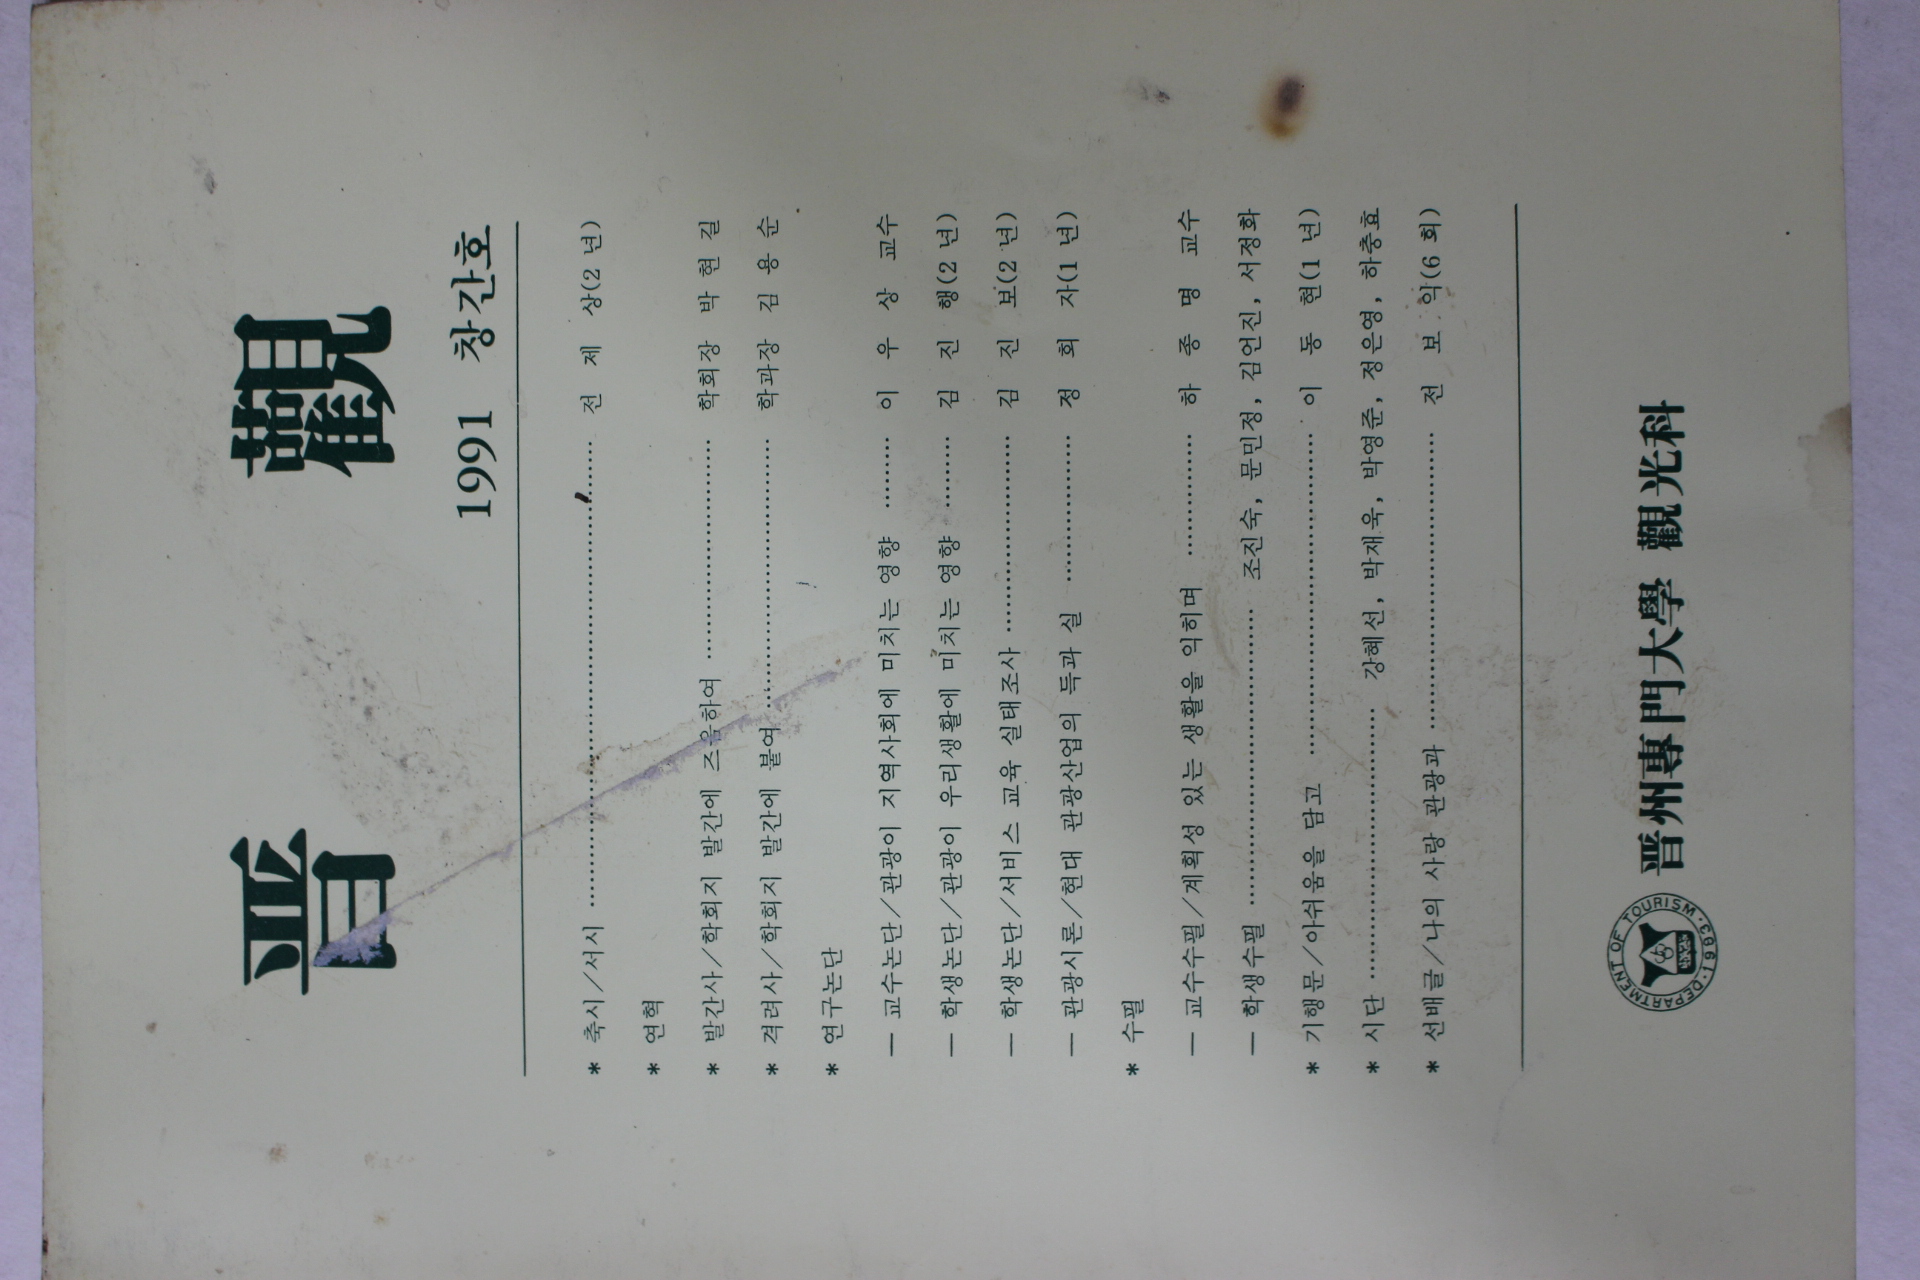 晋 觀
1991 창간호
* 축시/서시 ················ 전 제 상(2 년)
* 연혁
* 발간사/학회지 발간에 즈음하여 ················ 학회장 박 현 길
* 격려사/학회지 발간에 붙여 ················ 학과장 김 용 순
* 연구논단
— 교수논단/관광이 지역사회에 미치는 영향 ········ 이 우 상 교수
— 학생논단/관광이 우리생활에 미치는 영향 ········ 김 진 행(2 년)
— 학생논단/서비스 교육 실태조사 ················ 김 진 보(2 년)
— 관광시론/현대 관광산업의 득과 실 ············ 정 회 자(1 년)
* 수필
— 교수수필/계획성 있는 생활을 익히며 ············ 하 종 명 교수
— 학생수필 ················ 조진숙, 문민정, 김언진, 서정화
* 기행문/아쉬움을 담고 ················ 이 동 현(1 년)
* 시단 ················ 강혜선, 박재욱, 박영준, 정은영, 하충효
* 선배글/나의 사랑 관광과 ················ 전 보 악(6 회)
DEPARTMENT OF TOURISM · 1983 ·
晋州專門大學 觀光科